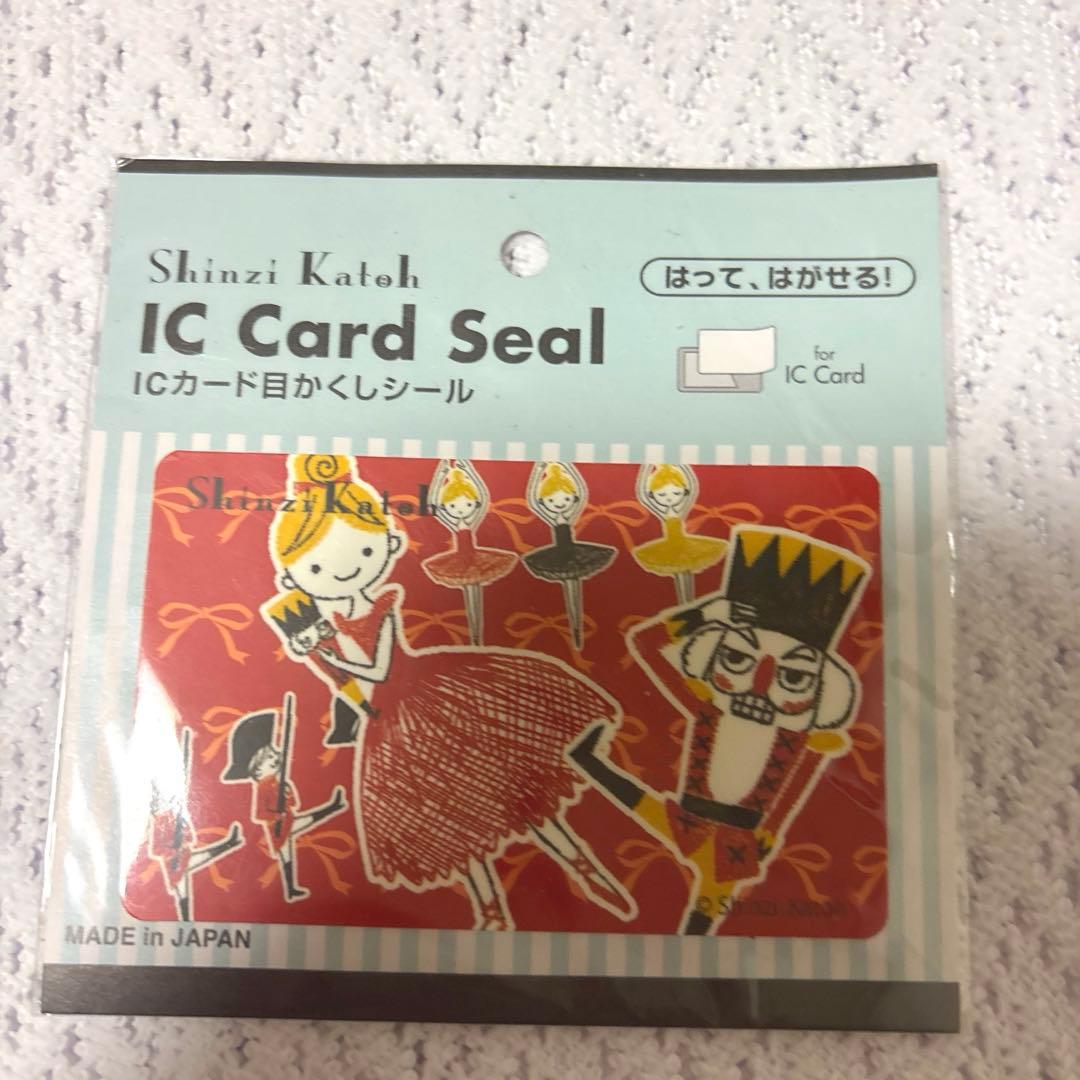 Shinzi Katoh
IC Card Seal
ICカード目かくしシール
はって、はがせる!
for
IC Card
Shinzi Katoh
© Shinzi Katoh
MADE in JAPAN